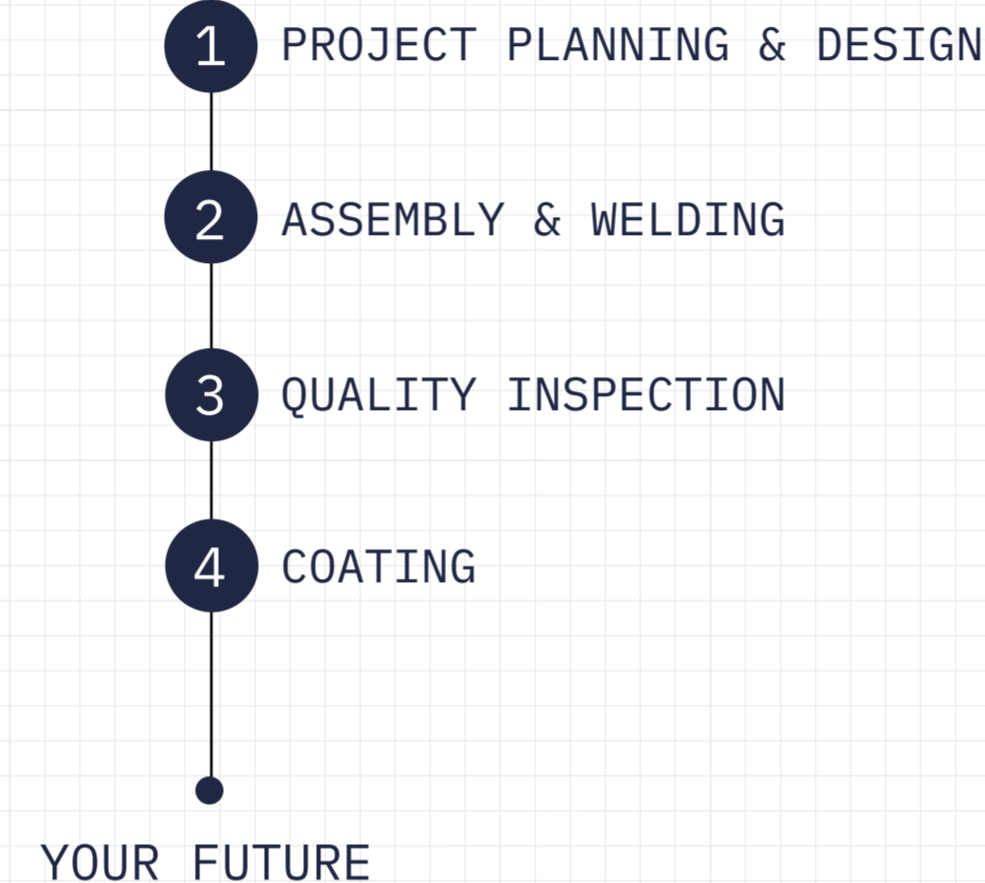 1 PROJECT PLANNING & DESIGN
2 ASSEMBLY & WELDING
3 QUALITY INSPECTION
4 COATING
YOUR FUTURE